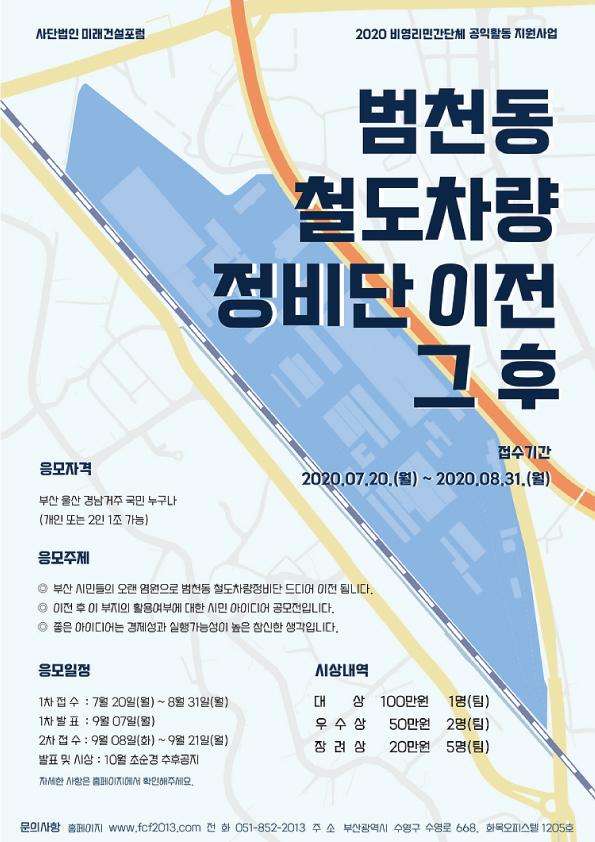 사단법인 미래건설포럼
2020 비영리민간단체 공익활동 지원사업
범천동
철도차량
정비단 이전
그 후
접수기간
2020.07.20.(월) ~ 2020.08.31.(월)
응모자격
부산 울산 경남거주 국민 누구나
(개인 또는 2인 1조 가능)
응모주제
◎ 부산 시민들의 오랜 염원으로 범천동 철도차량정비단 드디어 이전 됩니다.
◎ 이전 후 이 부지의 활용여부에 대한 시민 아이디어 공모전입니다.
◎ 좋은 아이디어는 경제성과 실행가능성이 높은 참신한 생각입니다.
응모일정
1차 접 수 : 7월 20일(월) ~ 8월 31일(월)
1차 발 표 : 9월 07일(월)
2차 접 수 : 9월 08일(화) ~ 9월 21일(월)
발표 및 시상 : 10월 초순경 추후공지
자세한 사항은 홈페이지에서 확인해주세요.
시상내역
대 상 100만원 1명(팀)
우 수 상 50만원 2명(팀)
장 려 상 20만원 5명(팀)
문의사항 홈페이지 www.fcf2013.com 전 화 051-852-2013 주 소 부산광역시 수영구 수영로 668, 화목오피스텔 1205호